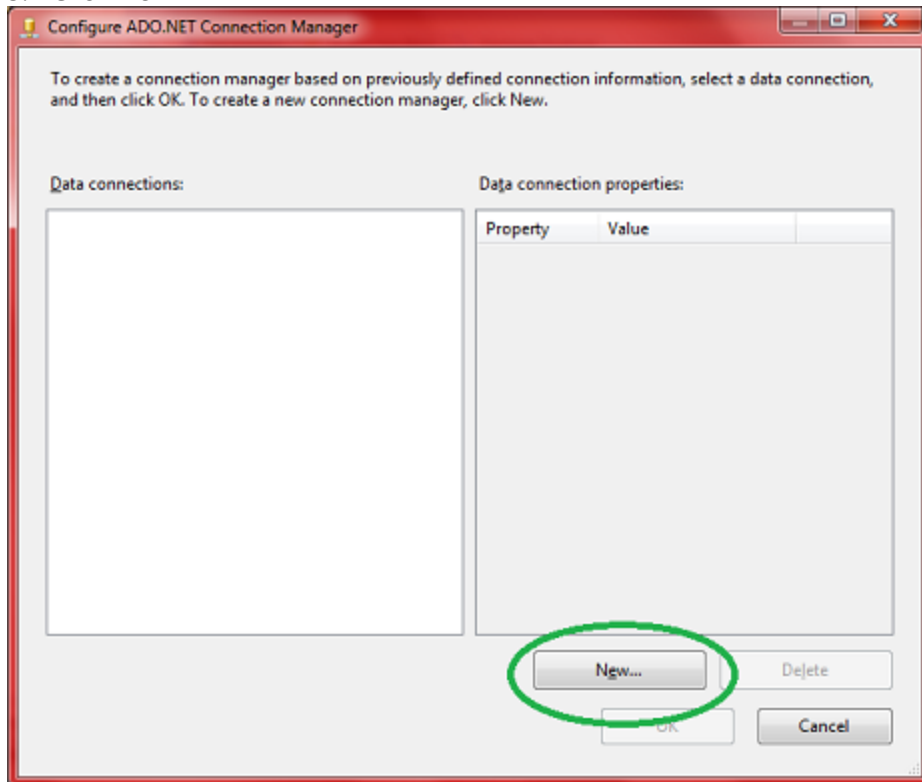 Configure ADO.NET Connection Manager
To create a connection manager based on previously defined connection information, select a data connection,
and then click OK. To create a new connection manager, click New.
Data connections:
Data connection properties:
Property Value
New...
Delete
OK
Cancel